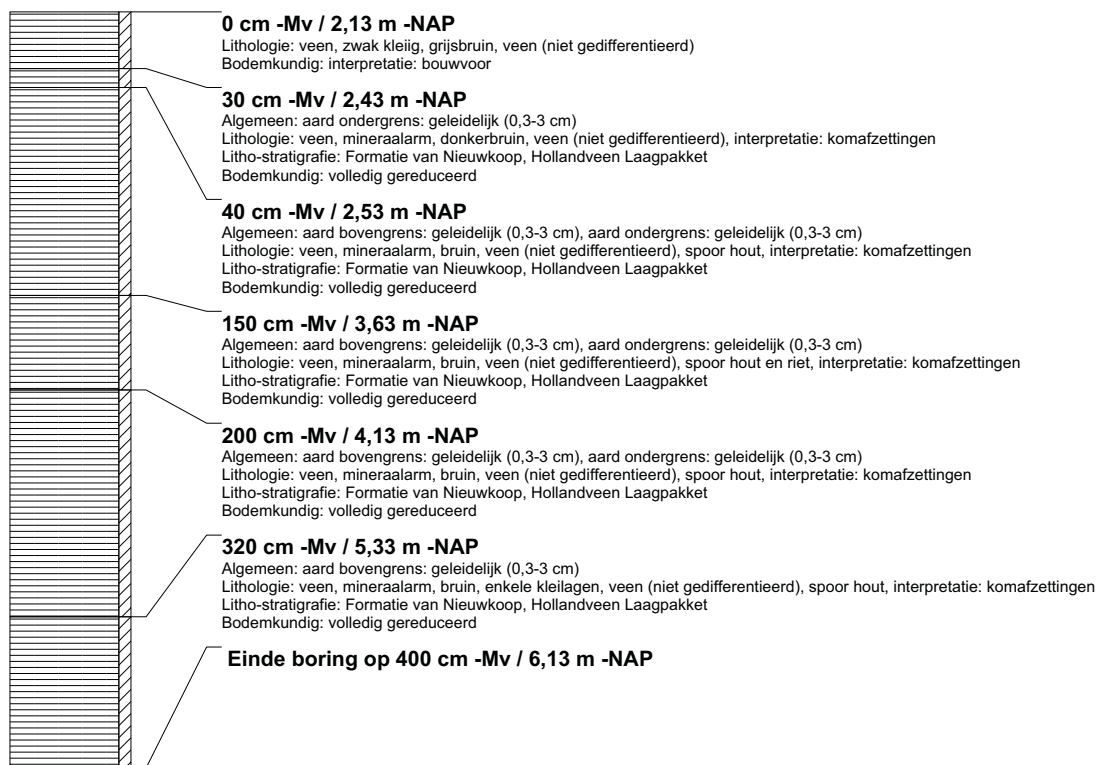 0 cm -Mv / 2,13 m -NAP
Lithologie: veen, zwak kleiig, grijsbruin, veen (niet gedifferentieerd)
Bodemkundig: interpretatie: bouwvoor
30 cm -Mv / 2,43 m -NAP
Algemeen: aard ondergrens: geleidelijk (0,3-3 cm)
Lithologie: veen, mineraalarm, donkerbruin, veen (niet gedifferentieerd), interpretatie: komafzettingen
Litho-stratigrafie: Formatie van Nieuwkoop, Hollandveen Laagpakket
Bodemkundig: volledig gereduceerd
40 cm -Mv / 2,53 m -NAP
Algemeen: aard bovengrens: geleidelijk (0,3-3 cm), aard ondergrens: geleidelijk (0,3-3 cm)
Lithologie: veen, mineraalarm, bruin, veen (niet gedifferentieerd), spoor hout, interpretatie: komafzettingen
Litho-stratigrafie: Formatie van Nieuwkoop, Hollandveen Laagpakket
Bodemkundig: volledig gereduceerd
150 cm -Mv / 3,63 m -NAP
Algemeen: aard bovengrens: geleidelijk (0,3-3 cm), aard ondergrens: geleidelijk (0,3-3 cm)
Lithologie: veen, mineraalarm, bruin, veen (niet gedifferentieerd), spoor hout en riet, interpretatie: komafzettingen
Litho-stratigrafie: Formatie van Nieuwkoop, Hollandveen Laagpakket
Bodemkundig: volledig gereduceerd
200 cm -Mv / 4,13 m -NAP
Algemeen: aard bovengrens: geleidelijk (0,3-3 cm), aard ondergrens: geleidelijk (0,3-3 cm)
Lithologie: veen, mineraalarm, bruin, veen (niet gedifferentieerd), spoor hout, interpretatie: komafzettingen
Litho-stratigrafie: Formatie van Nieuwkoop, Hollandveen Laagpakket
Bodemkundig: volledig gereduceerd
320 cm -Mv / 5,33 m -NAP
Algemeen: aard bovengrens: geleidelijk (0,3-3 cm)
Lithologie: veen, mineraalarm, bruin, enkele kleilagen, veen (niet gedifferentieerd), spoor hout, interpretatie: komafzettingen
Litho-stratigrafie: Formatie van Nieuwkoop, Hollandveen Laagpakket
Bodemkundig: volledig gereduceerd
Einde boring op 400 cm -Mv / 6,13 m -NAP